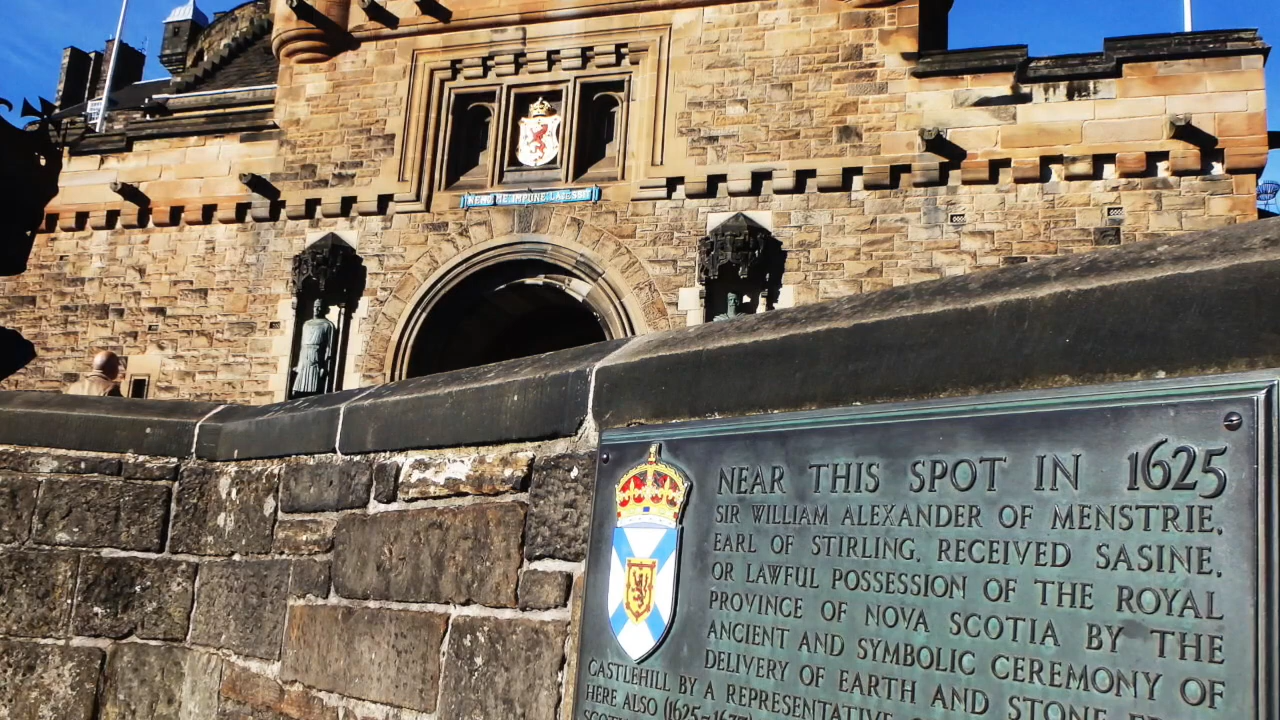 NEMO ME IMPUNE LACESSIT
NEAR THIS SPOT IN 1625
SIR WILLIAM ALEXANDER OF MENSTRIE,
EARL OF STIRLING, RECEIVED SASINE,
OR LAWFUL POSSESSION OF THE ROYAL
PROVINCE OF NOVA SCOTIA BY THE
ANCIENT AND SYMBOLIC CEREMONY OF
DELIVERY OF EARTH AND STONE
CASTLEHILL BY A REPRESENTATIVE
HERE ALSO (1625-1637)